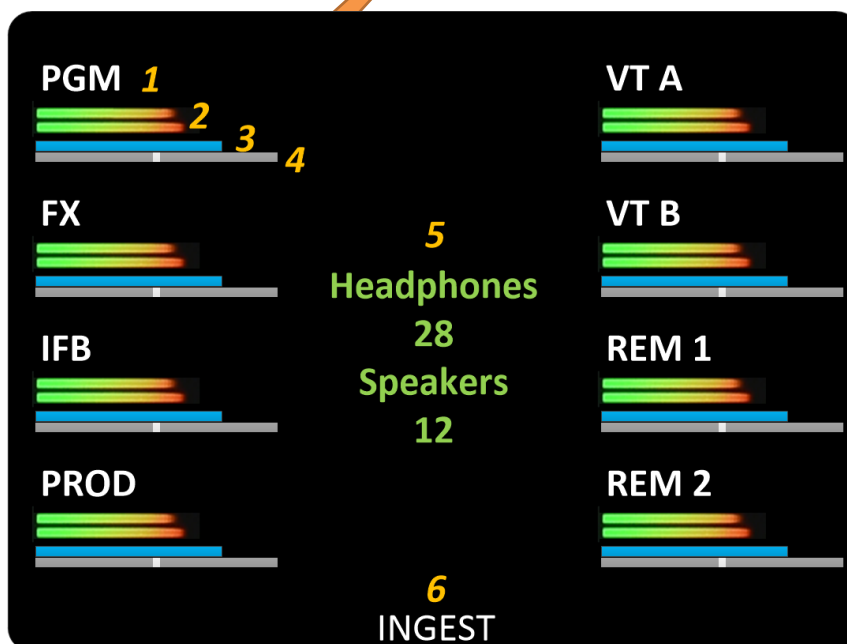 PGM 1
2
3
4
FX
IFB
PROD
5
Headphones
28
Speakers
12
6
INGEST
VT A
VT B
REM 1
REM 2